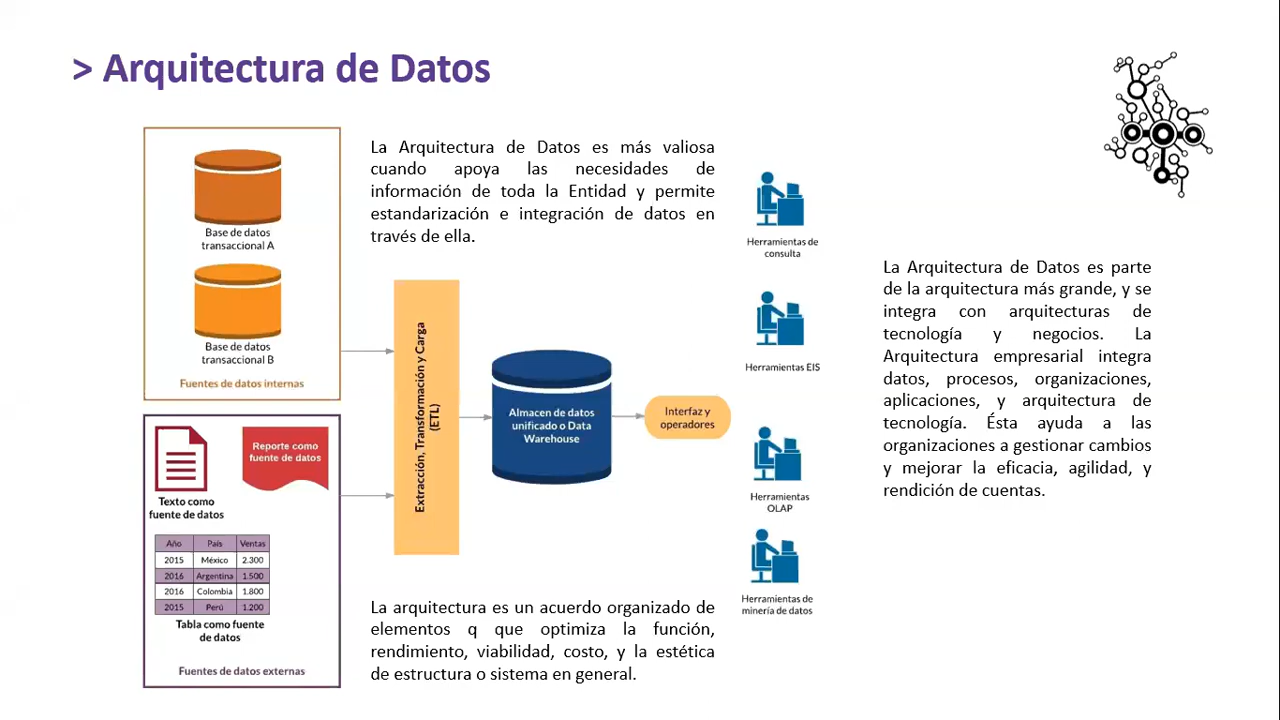 > Arquitectura de Datos
Base de datos
transaccional A
Base de datos
transaccional B
Fuentes de datos internas
Texto como
fuente de datos
Reporte como
fuente de datos
Año País Ventas
2015 México 2.300
2016 Argentina 1.500
2016 Colombia 1.800
2015 Perú 1.200
Tabla como fuente
de datos
Fuentes de datos externas
La Arquitectura de Datos es más valiosa
cuando apoya las necesidades de
información de toda la Entidad y permite
estandarización e integración de datos en
través de ella.
Extracción, Transformación y Carga
(ETL)
Almacen de datos
unificado o Data
Warehouse
Interfaz y
operadores
La arquitectura es un acuerdo organizado de
elementos q que optimiza la función,
rendimiento, viabilidad, costo, y la estética
de estructura o sistema en general.
Herramientas de
consulta
Herramientas EIS
Herramientas
OLAP
Herramientas de
minería de datos
La Arquitectura de Datos es parte
de la arquitectura más grande, y se
integra con arquitecturas de
tecnología y negocios. La
Arquitectura empresarial integra
datos, procesos, organizaciones,
aplicaciones, y arquitectura de
tecnología. Ésta ayuda a las
organizaciones a gestionar cambios
y mejorar la eficacia, agilidad, y
rendición de cuentas.